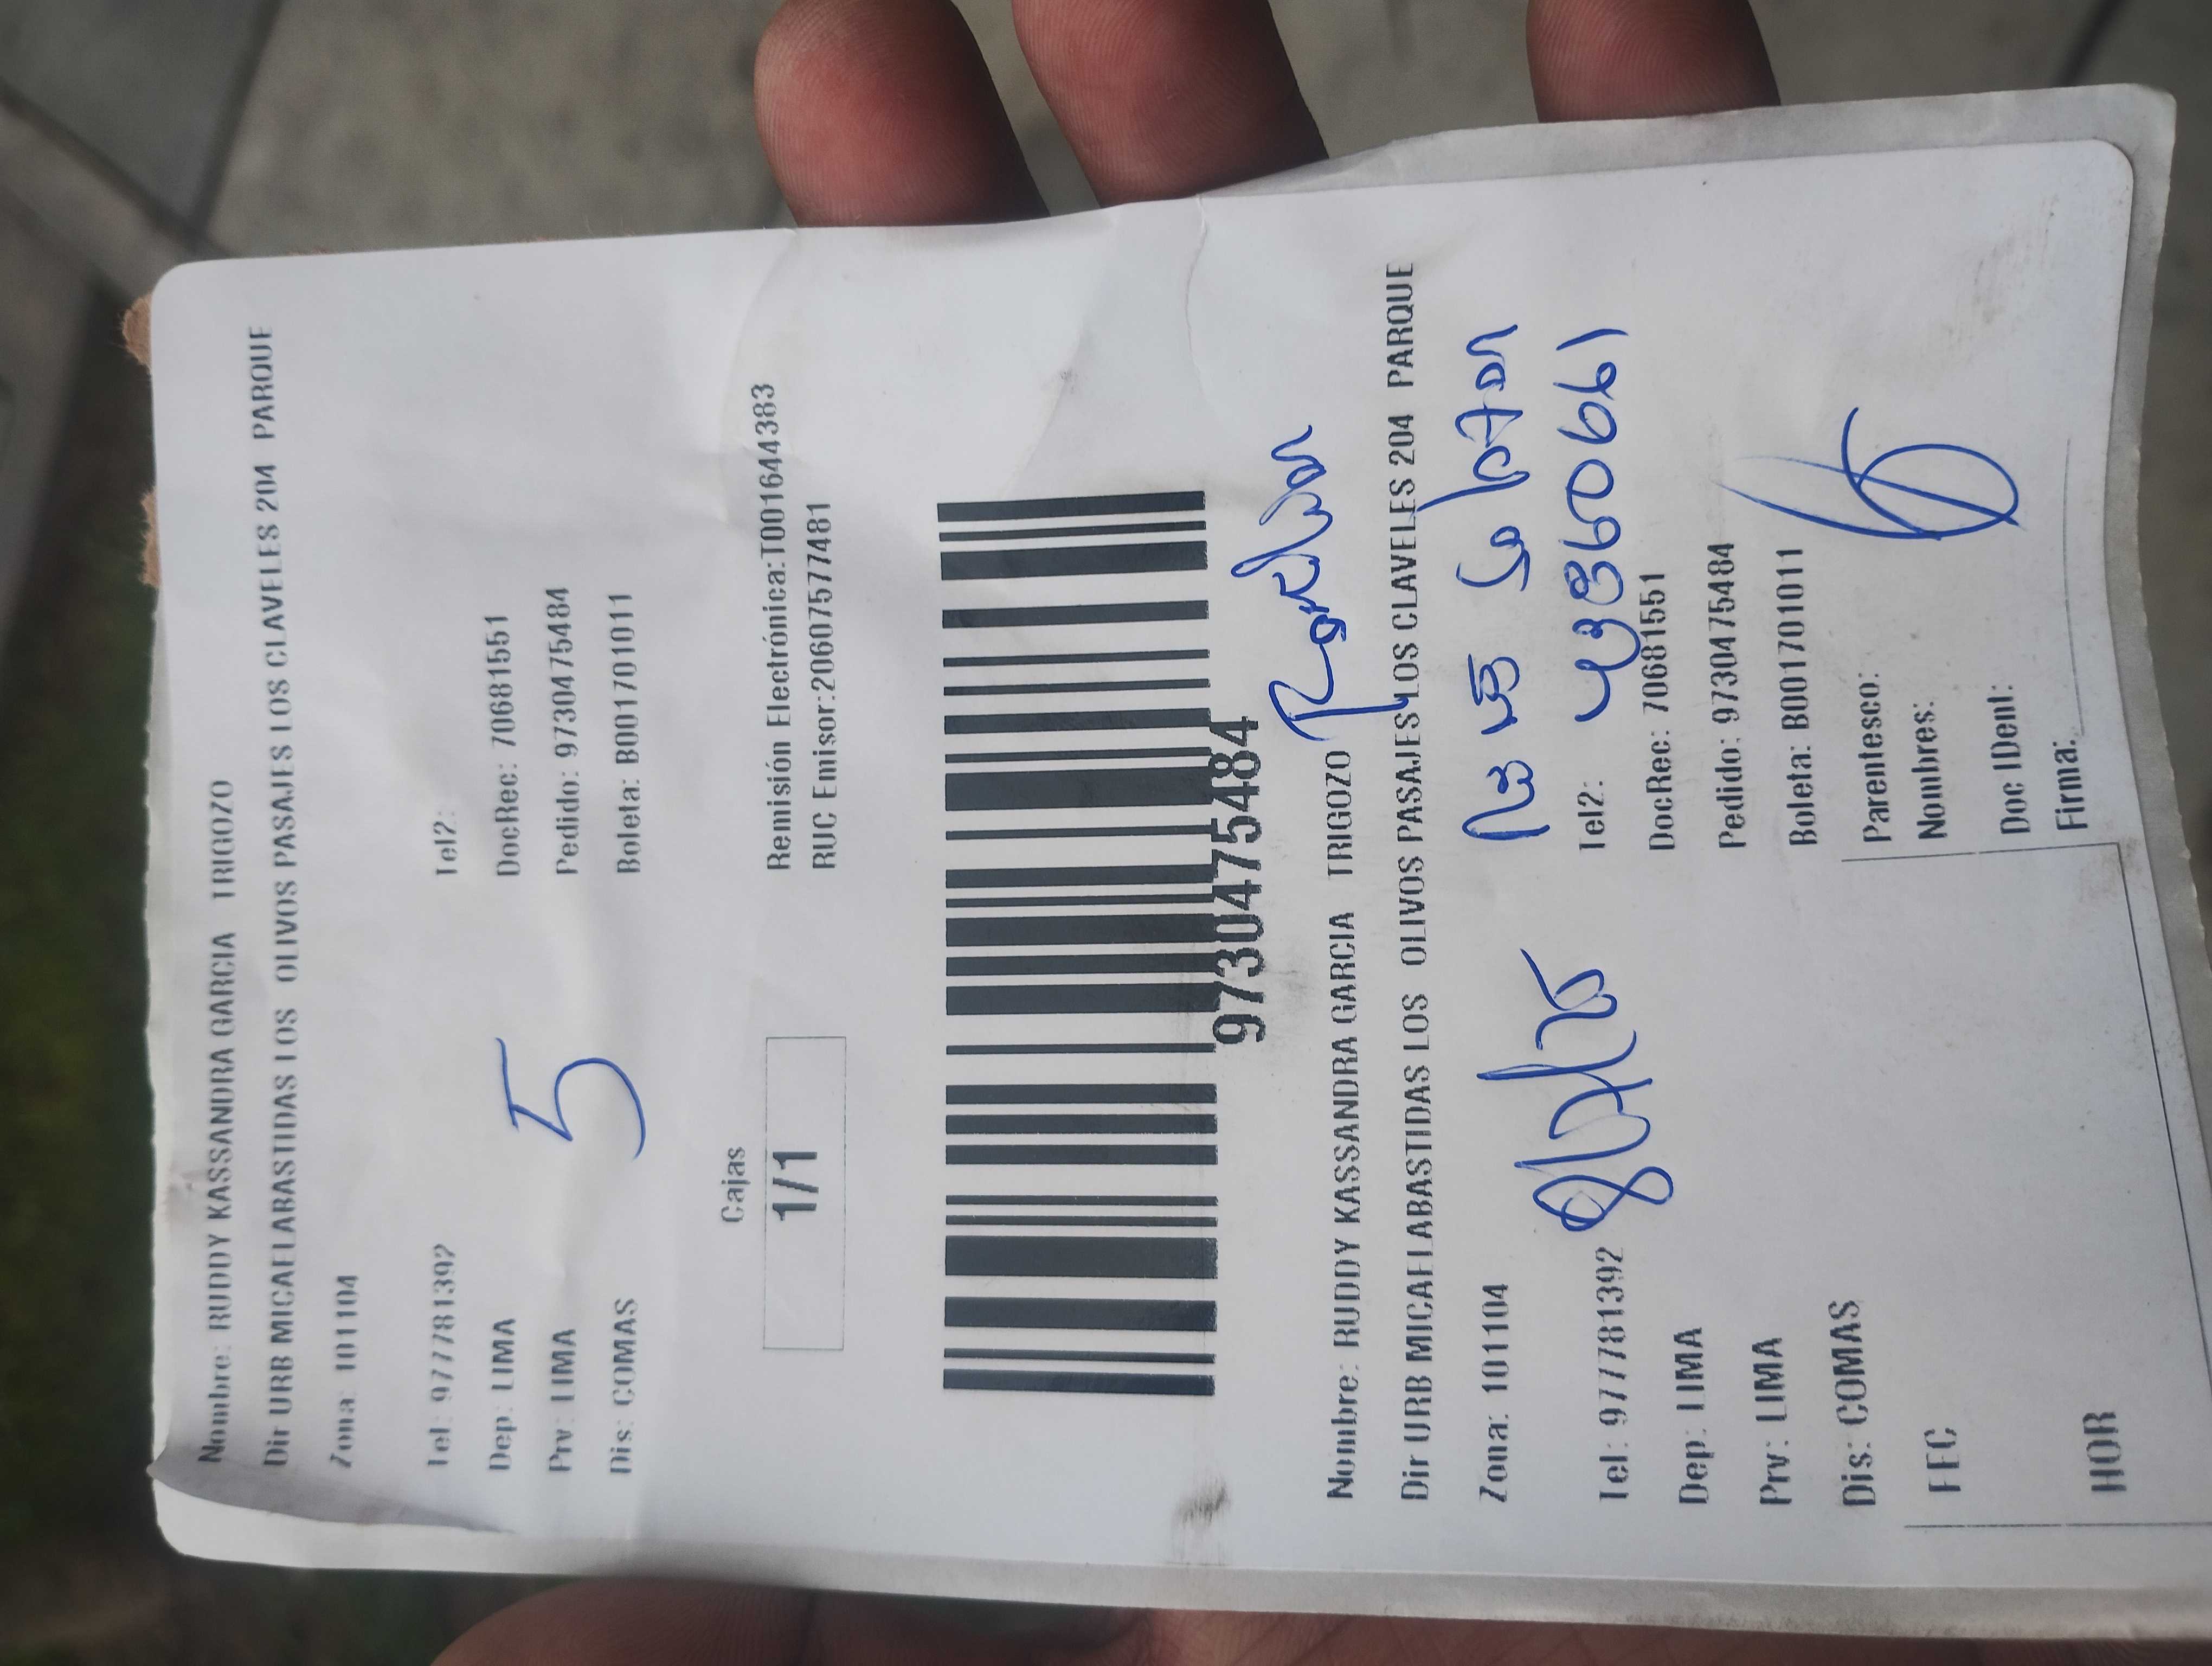 Nombre: RUDDY KASSANDRA GARCIA TRIGOZO
Dir URB MICAELABASTIDAS LOS OLIVOS PASAJES LOS CLAVELES 204 PARQUE
Zona: 101104
Tel: 977781392 Tel2:
Dep: LIMA DocRec: 70681551
Prv: LIMA 5 Pedido: 9730475484
Dis: COMAS Boleta: B001701011
Cajas
1/1
Remisión Electrónica:T001644383
RUC Emisor:20607577481
9730475484
Nombre: RUDDY KASSANDRA GARCIA TRIGOZO
Dir URB MICAELABASTIDAS LOS OLIVOS PASAJES LOS CLAVELES 204 PARQUE
Zona: 101104
Tel: 977781392 Tel2:
Dep: LIMA DocRec: 70681551
Prv: LIMA Pedido: 9730475484
Dis: COMAS Boleta: B001701011
FEC
HOR
Parentesco:
Nombres:
Doc IDent:
Firma: